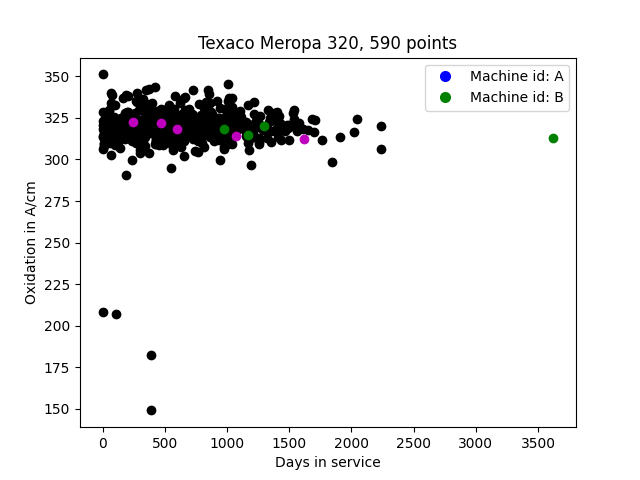 Texaco Meropa 320, 590 points
Machine id: A
Machine id: B
Oxidation in A/cm
350
325
300
275
250
225
200
175
150
0 500 1000 1500 2000 2500 3000 3500
Days in service